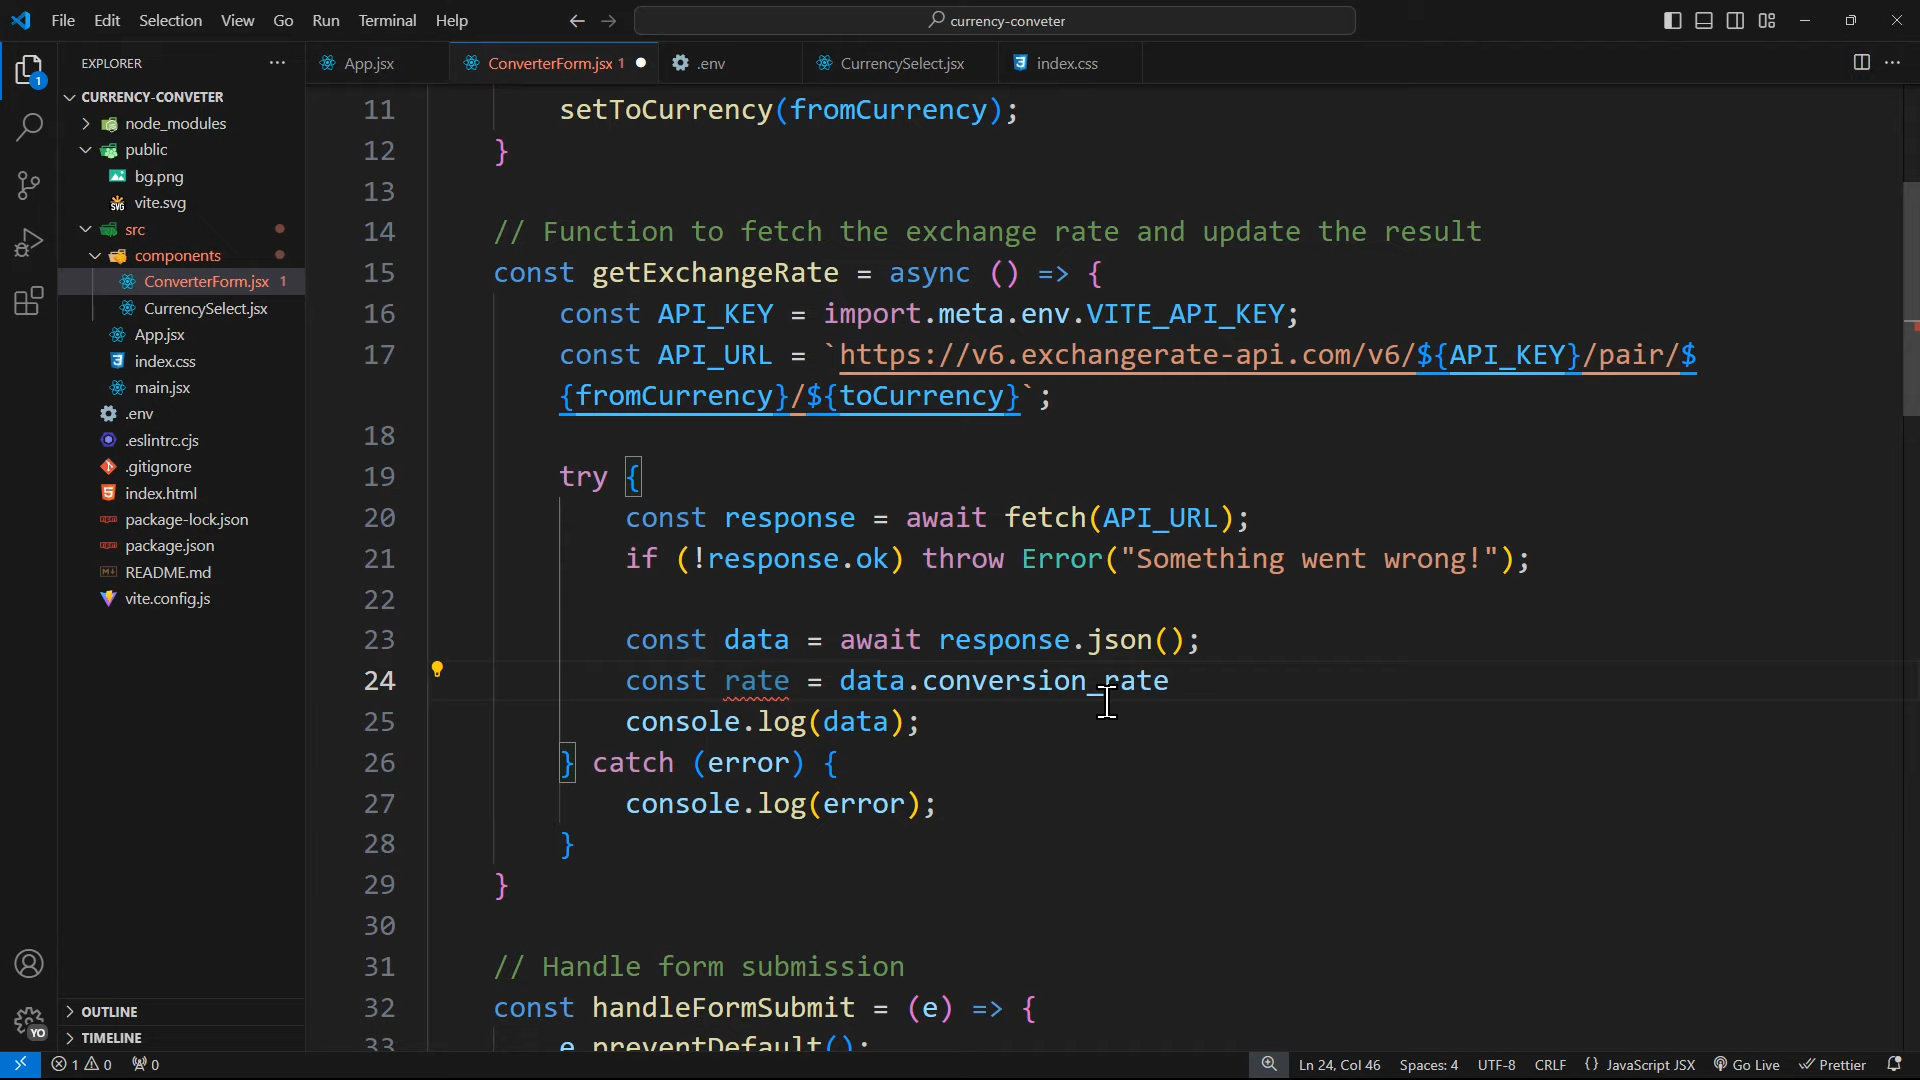 File Edit Selection View Go Run Terminal Help
currency-conveter
EXPLORER
App.jsx
ConverterForm.jsx 1
.env
CurrencySelect.jsx
index.css
1
CURRENCY-CONVETER
node_modules
public
bg.png
vite.svg
src
components
ConverterForm.jsx 1
CurrencySelect.jsx
App.jsx
index.css
main.jsx
.env
.eslintrc.cjs
.gitignore
index.html
package-lock.json
package.json
README.md
vite.config.js
OUTLINE
TIMELINE
YO
11 setToCurrency(fromCurrency);
12 }
13
14 // Function to fetch the exchange rate and update the result
15 const getExchangeRate = async () => {
16 const API_KEY = import.meta.env.VITE_API_KEY;
17 const API_URL = `https://v6.exchangerate-api.com/v6/${API_KEY}/pair/$
{fromCurrency}/${toCurrency}`;
18
19 try {
20 const response = await fetch(API_URL);
21 if (!response.ok) throw Error("Something went wrong!");
22
23 const data = await response.json();
24 const rate = data.conversion_rate
25 console.log(data);
26 } catch (error) {
27 console.log(error);
28 }
29 }
30
31 // Handle form submission
32 const handleFormSubmit = (e) => {
33 e.preventDefault();
1 0 0
Ln 24, Col 46 Spaces: 4 UTF-8 CRLF {} JavaScript JSX Go Live Prettier